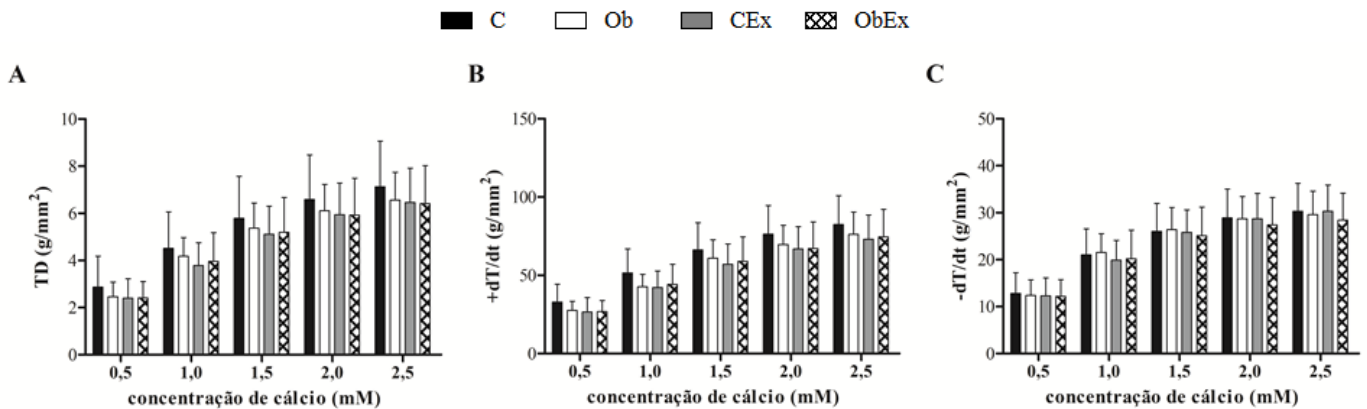 C Ob CEx ObEx
A
TD (g/mm²)
10
8
6
4
2
0
0,5 1,0 1,5 2,0 2,5
concentração de cálcio (mM)
B
+dT/dt (g/mm²)
150
100
50
0
0,5 1,0 1,5 2,0 2,5
concentração de cálcio (mM)
C
-dT/dt (g/mm²)
50
40
30
20
10
0
0,5 1,0 1,5 2,0 2,5
concentração de cálcio (mM)